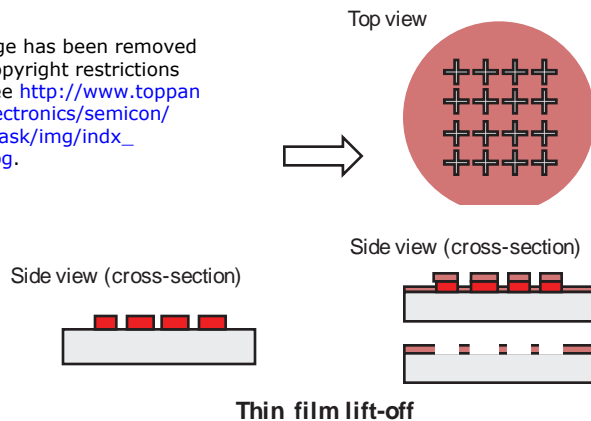 Top view
ge has been removed
opyright restrictions
ee http://www.toppan
ectronics/semicon/
ask/img/indx_
g.
Side view (cross-section)
Side view (cross-section)
Thin film lift-off